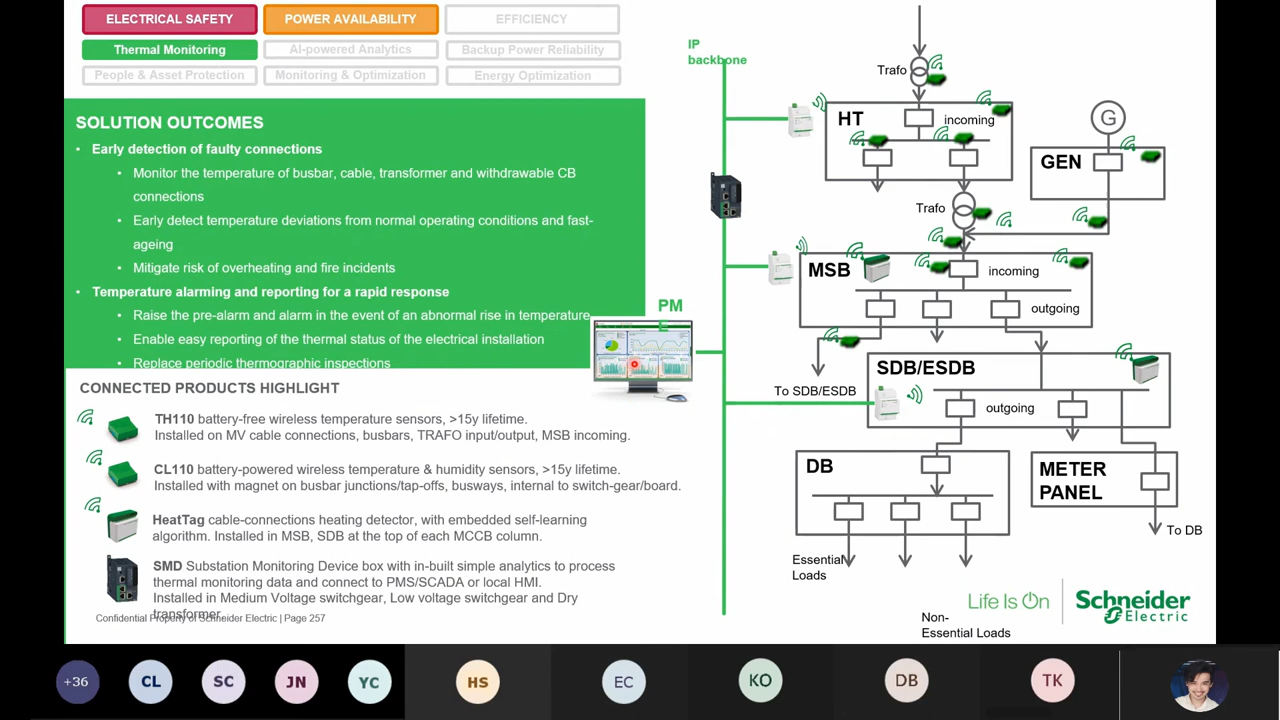 ELECTRICAL SAFETY
POWER AVAILABILITY
EFFICIENCY
Thermal Monitoring
AI-powered Analytics
Backup Power Reliability
People & Asset Protection
Monitoring & Optimization
Energy Optimization
SOLUTION OUTCOMES
• Early detection of faulty connections
• Monitor the temperature of busbar, cable, transformer and withdrawable CB
connections
• Early detect temperature deviations from normal operating conditions and fast-
ageing
• Mitigate risk of overheating and fire incidents
• Temperature alarming and reporting for a rapid response
• Raise the pre-alarm and alarm in the event of an abnormal rise in temperature
• Enable easy reporting of the thermal status of the electrical installation
• Replace periodic thermographic inspections
CONNECTED PRODUCTS HIGHLIGHT
TH110 battery-free wireless temperature sensors, >15y lifetime.
Installed on MV cable connections, busbars, TRAFO input/output, MSB incoming.
CL110 battery-powered wireless temperature & humidity sensors, >15y lifetime.
Installed with magnet on busbar junctions/tap-offs, busways, internal to switch-gear/board.
HeatTag cable-connections heating detector, with embedded self-learning
algorithm. Installed in MSB, SDB at the top of each MCCB column.
SMD Substation Monitoring Device box with in-built simple analytics to process
thermal monitoring data and connect to PMS/SCADA or local HMI.
Installed in Medium Voltage switchgear, Low voltage switchgear and Dry
transformer.
Confidential Property of Schneider Electric | Page 257
IP
backbone
PM
E
Trafo
HT
incoming
G
GEN
Trafo
MSB
incoming
outgoing
To SDB/ESDB
SDB/ESDB
outgoing
DB
METER
PANEL
To DB
Essential
Loads
Non-
Essential Loads
Life Is On
Schneider
Electric
+36
CL
SC
JN
YC
HS
EC
KO
DB
TK